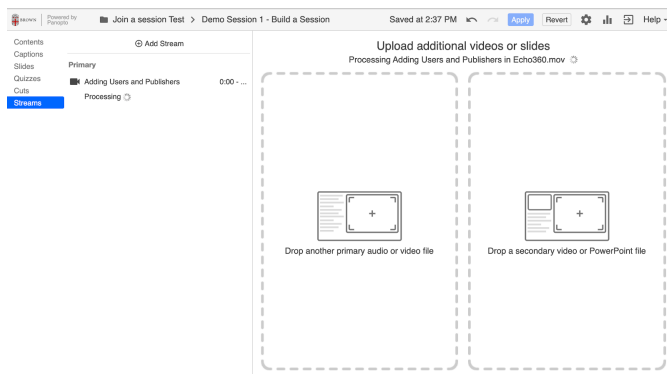 BROWN
Powered by
Panopto
Join a session Test > Demo Session 1 - Build a Session
Saved at 2:37 PM
Apply
Revert
Help
Contents
Captions
Slides
Quizzes
Cuts
Streams
Add Stream
Primary
Adding Users and Publishers 0:00 - ...
Processing
Upload additional videos or slides
Processing Adding Users and Publishers in Echo360.mov
Drop another primary audio or video file
Drop a secondary video or PowerPoint file